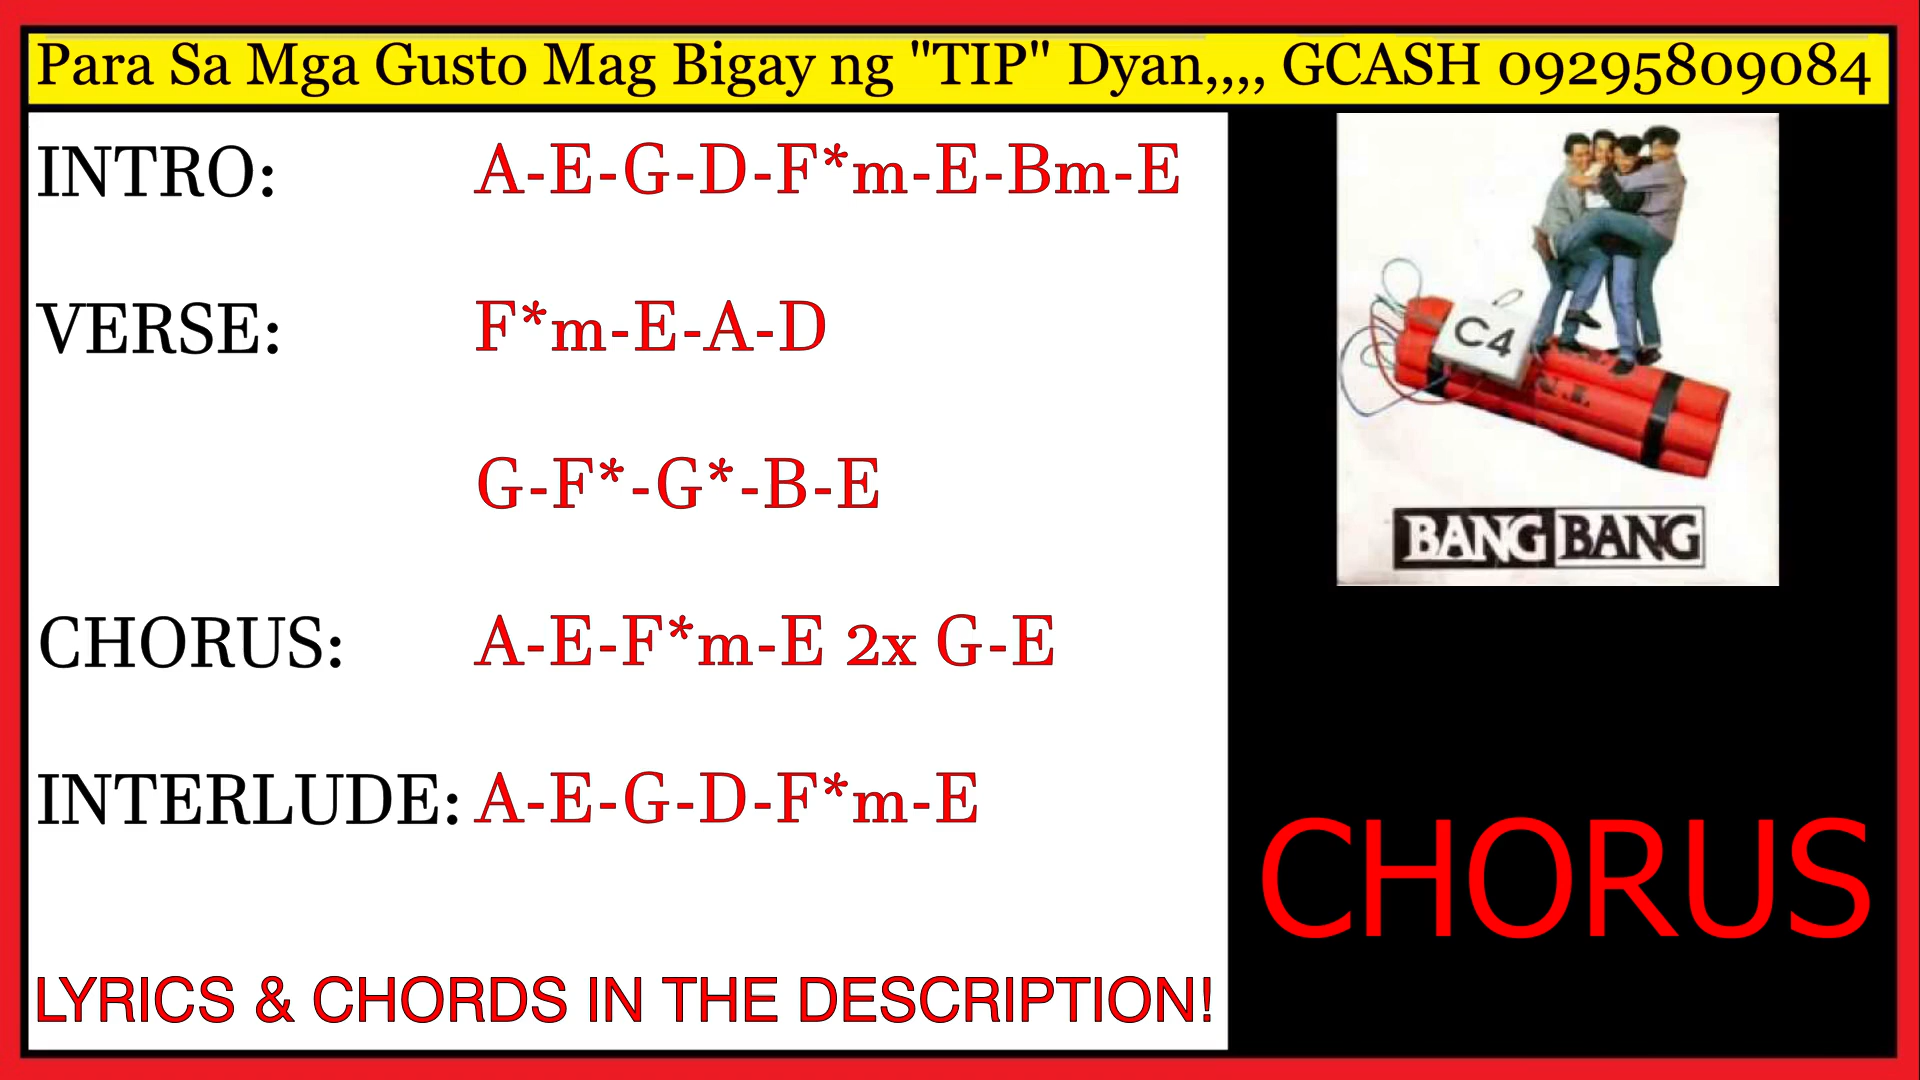 Para Sa Mga Gusto Mag Bigay ng "TIP" Dyan,,,, GCASH 09295809084
INTRO: A-E-G-D-F*m-E-Bm-E
VERSE: F*m-E-A-D
G-F*-G*-B-E
CHORUS: A-E-F*m-E 2x G-E
INTERLUDE: A-E-G-D-F*m-E
LYRICS & CHORDS IN THE DESCRIPTION!
C4
BANG BANG
CHORUS